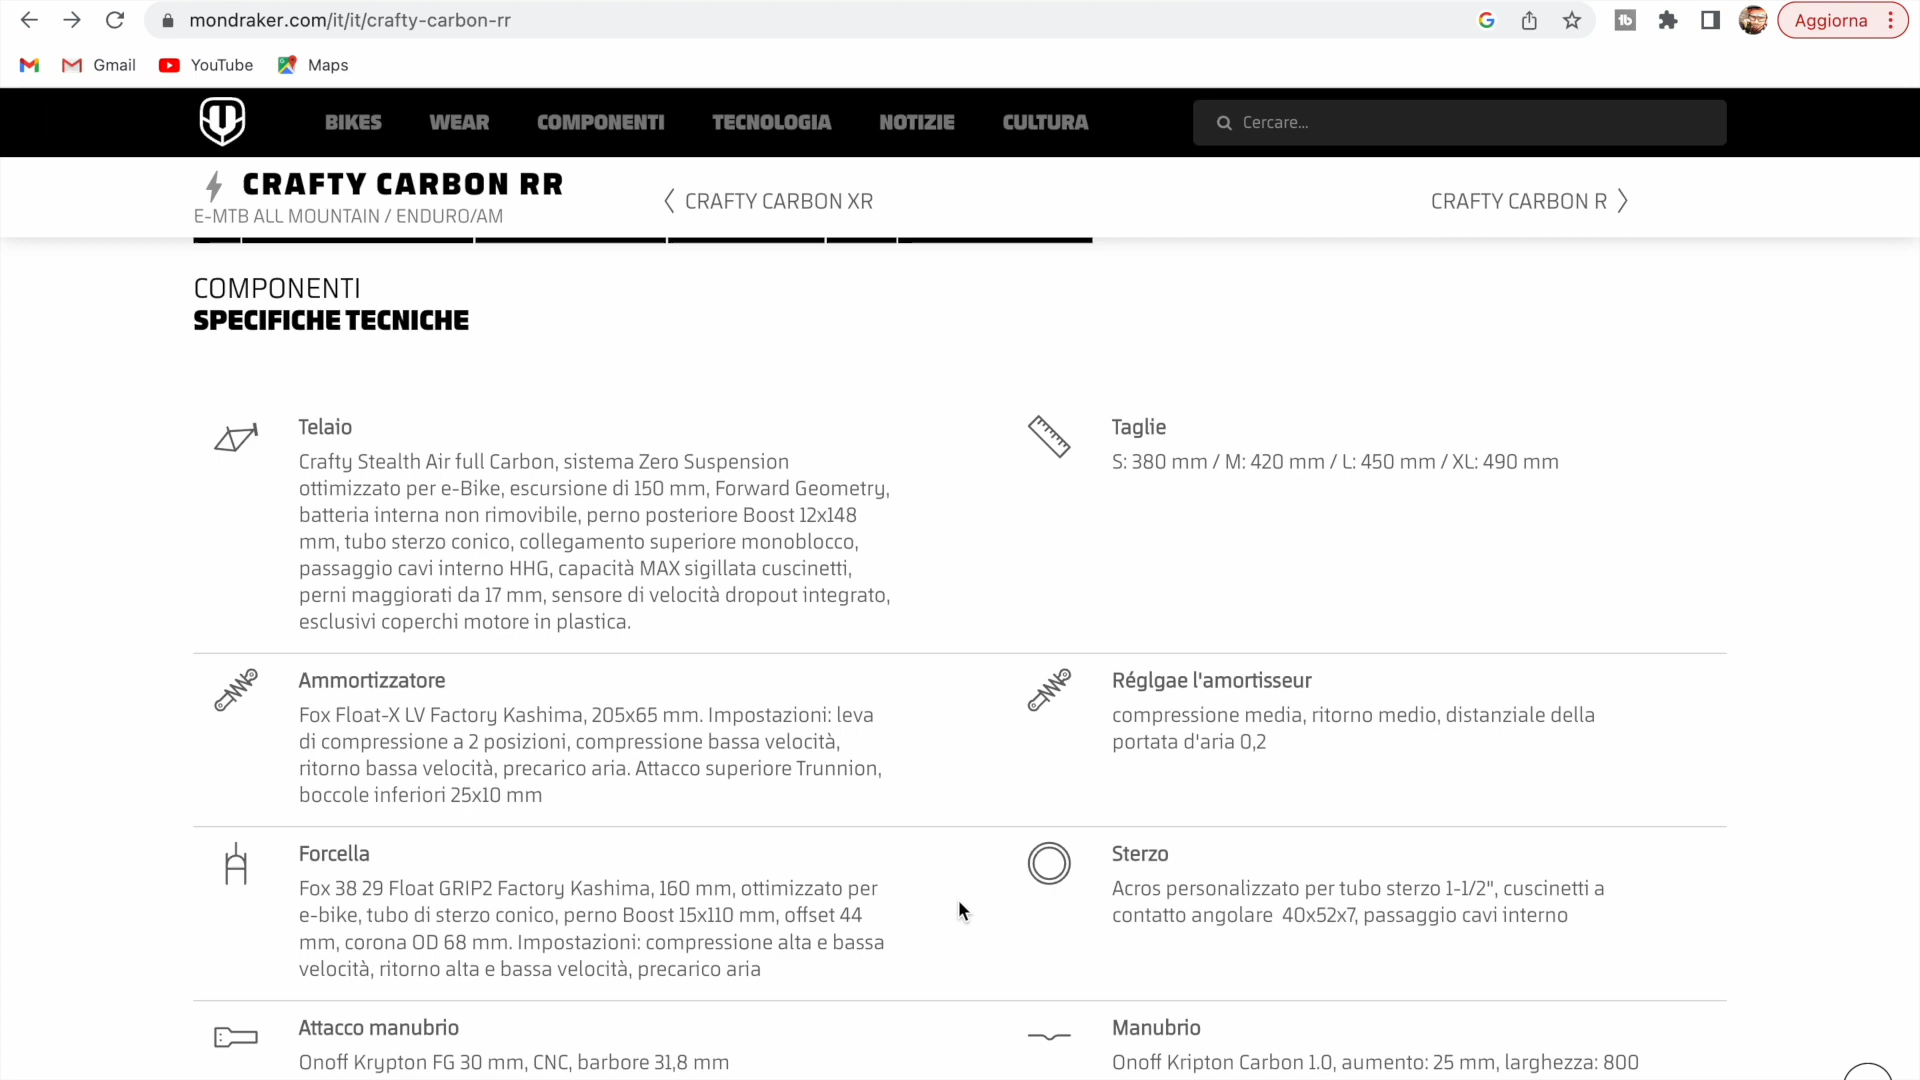 mondraker.com/it/it/crafty-carbon-rr
Aggiorna
Gmail
YouTube
Maps
BIKES
WEAR
COMPONENTI
TECNOLOGIA
NOTIZIE
CULTURA
Cercare...
CRAFTY CARBON RR
E-MTB ALL MOUNTAIN / ENDURO/AM
CRAFTY CARBON XR
CRAFTY CARBON R
COMPONENTI
SPECIFICHE TECNICHE
Telaio
Crafty Stealth Air full Carbon, sistema Zero Suspension
ottimizzato per e-Bike, escursione di 150 mm, Forward Geometry,
batteria interna non rimovibile, perno posteriore Boost 12x148
mm, tubo sterzo conico, collegamento superiore monoblocco,
passaggio cavi interno HHG, capacità MAX sigillata cuscinetti,
perni maggiorati da 17 mm, sensore di velocità dropout integrato,
esclusivi coperchi motore in plastica.
Taglie
S: 380 mm / M: 420 mm / L: 450 mm / XL: 490 mm
Ammortizzatore
Fox Float-X LV Factory Kashima, 205x65 mm. Impostazioni: leva
di compressione a 2 posizioni, compressione bassa velocità,
ritorno bassa velocità, precarico aria. Attacco superiore Trunnion,
boccole inferiori 25x10 mm
Réglgae l'amortisseur
compressione media, ritorno medio, distanziale della
portata d'aria 0,2
Forcella
Fox 38 29 Float GRIP2 Factory Kashima, 160 mm, ottimizzato per
e-bike, tubo di sterzo conico, perno Boost 15x110 mm, offset 44
mm, corona OD 68 mm. Impostazioni: compressione alta e bassa
velocità, ritorno alta e bassa velocità, precarico aria
Sterzo
Acros personalizzato per tubo sterzo 1-1/2", cuscinetti a
contatto angolare 40x52x7, passaggio cavi interno
Attacco manubrio
Onoff Krypton FG 30 mm, CNC, barbore 31,8 mm
Manubrio
Onoff Kripton Carbon 1.0, aumento: 25 mm, larghezza: 800